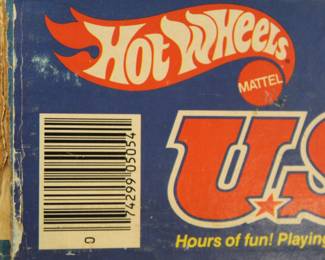 HOT WHEELS
MATTEL
U.S
74299 05054
0
Hours of fun! Playing